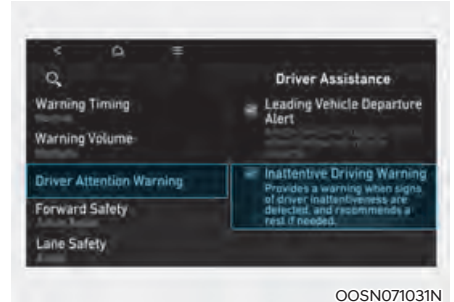 Driver Assistance
Warning Timing
Warning Volume
Driver Attention Warning
Forward Safety
Lane Safety
Leading Vehicle Departure
Alert
Inattentive Driving Warning
Provides a warning when signs
of driver inattentiveness are
detected, and recommends a
rest if needed.
OOSN071031N